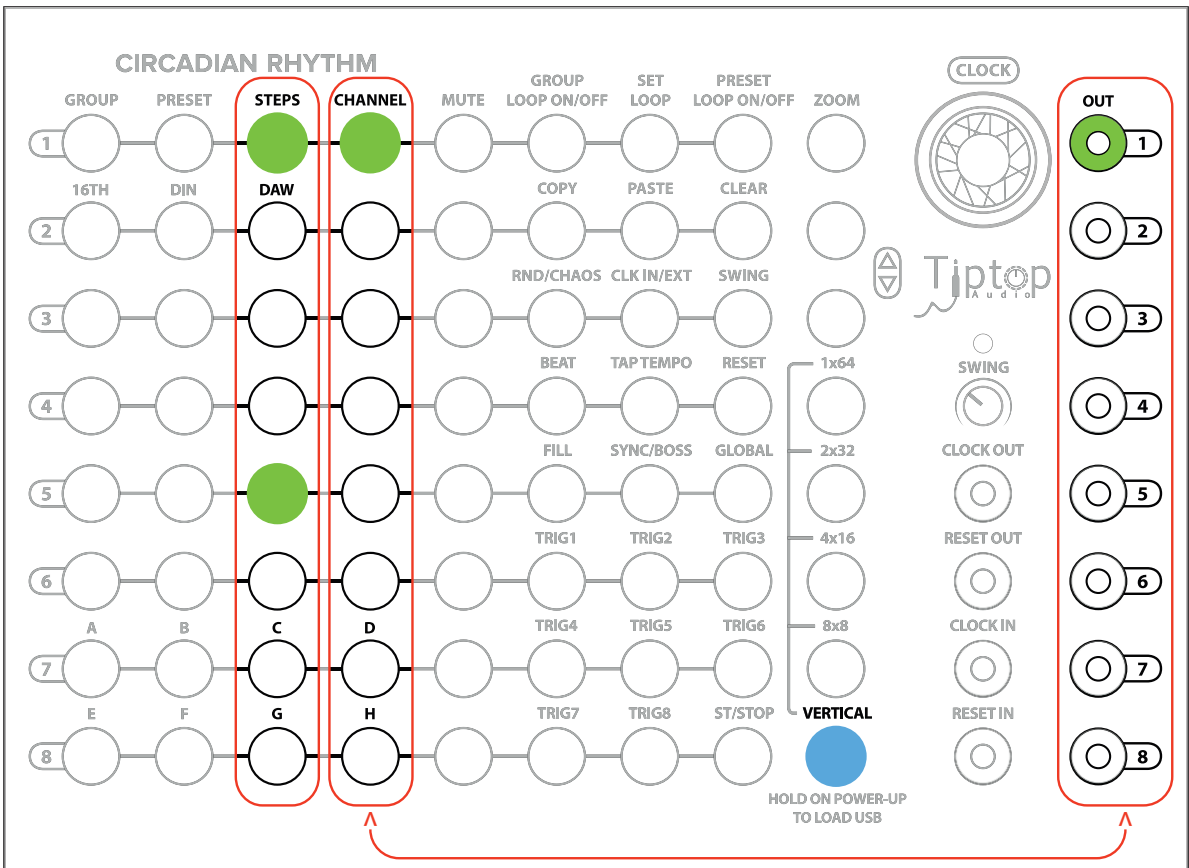 CIRCADIAN RHYTHM
CLOCK
GROUP PRESET STEPS CHANNEL MUTE GROUP LOOP ON/OFF SET LOOP PRESET LOOP ON/OFF ZOOM OUT
1 1
16TH DIN DAW COPY PASTE CLEAR
2 2
RND/CHAOS CLK IN/EXT SWING
Tiptop
Audio
3 3
BEAT TAP TEMPO RESET 1x64 SWING
4 4
FILL SYNC/BOSS GLOBAL 2x32 CLOCK OUT
5 5
TRIG1 TRIG2 TRIG3 4x16 RESET OUT
6 6
A B C D TRIG4 TRIG5 TRIG6 8x8 CLOCK IN
7 7
E F G H TRIG7 TRIG8 ST/STOP VERTICAL RESET IN
8 8
HOLD ON POWER-UP
TO LOAD USB